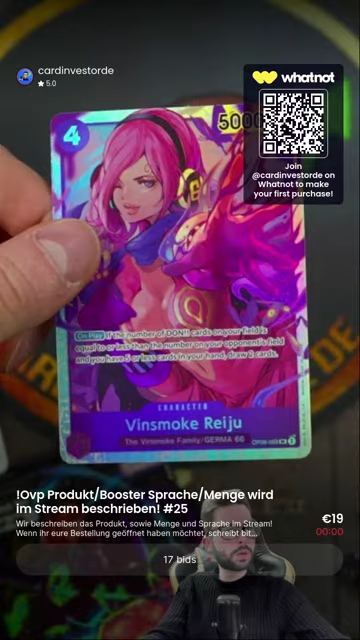 cardinvestorde
★ 5.0
whatnot
Join
@cardinvestorde on
Whatnot to make
your first purchase!
4
5000
On Play If the number of DON!! cards on your field is
equal to or less than the number on your opponent's field
and you have 5 or less cards in your hand, draw 2 cards.
CHARACTER
Vinsmoke Reiju
The Vinsmoke Family/GERMA 66
!Ovp Produkt/Booster Sprache/Menge wird
im Stream beschrieben! #25
€19
Wir beschreiben das Produkt, sowie Menge und Sprache im Stream!
00:00
Wenn ihr eure Bestellung geöffnet haben möchtet, schreibt bit...
17 bids